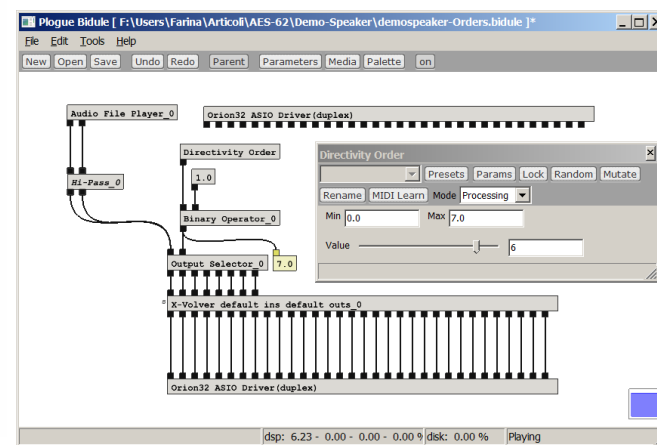 Plogue Bidule [ F:\Users\Farina\Articoli\AES-62\Demo-Speaker\demospeaker-Orders.bidule ]*
File Edit Tools Help
New Open Save Undo Redo Parent Parameters Media Palette on
Audio File Player_0
Orion32 ASIO Driver(duplex)
Directivity Order
Directivity Order
Presets Params Lock Random Mutate
1.0
Hi-Pass_0
Rename MIDI Learn Mode Processing
Min 0.0 Max 7.0
Binary Operator_0
Value 6
Output Selector_0 7.0
X-Volver default ins default outs_0
Orion32 ASIO Driver(duplex)
dsp: 6.23 - 0.00 - 0.00 - 0.00 % disk: 0.00 % Playing